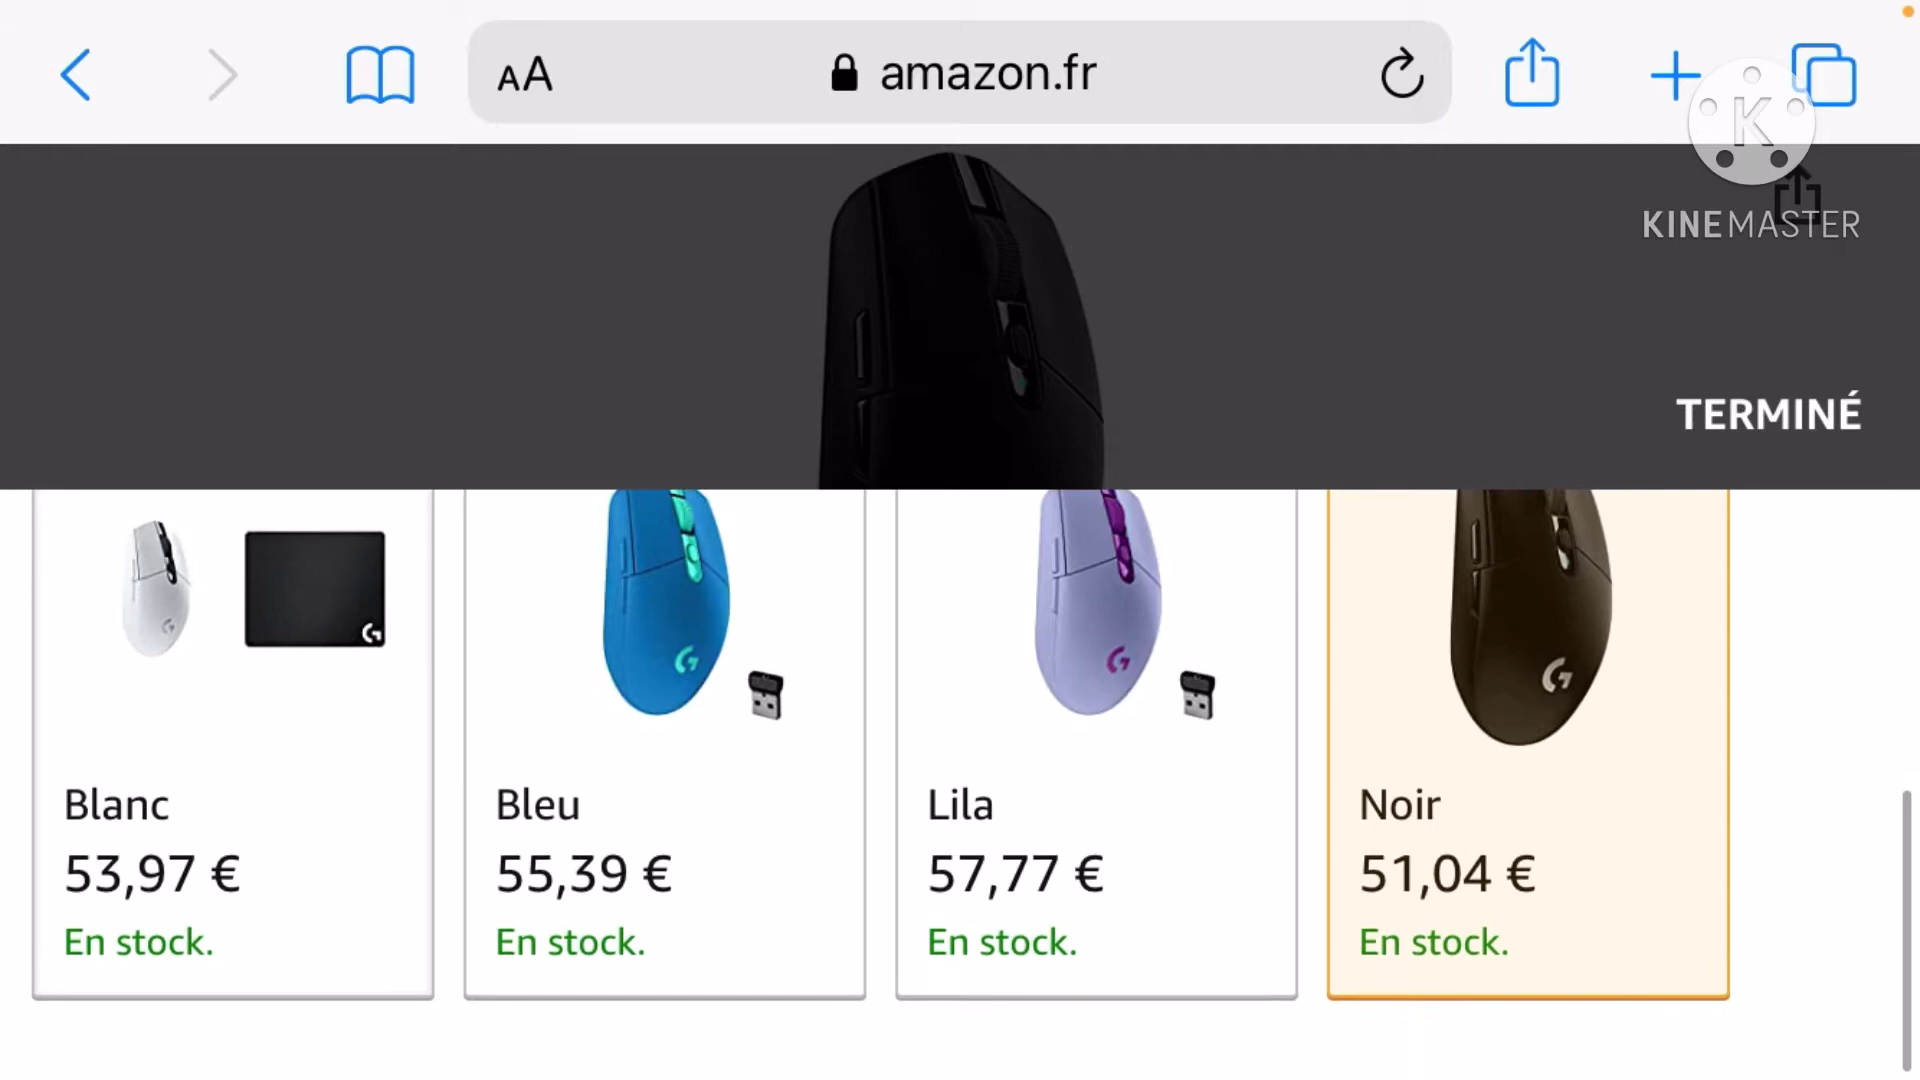 AA
amazon.fr
K
KINEMASTER
TERMINÉ
Blanc
53,97 €
En stock.
Bleu
55,39 €
En stock.
Lila
57,77 €
En stock.
Noir
51,04 €
En stock.